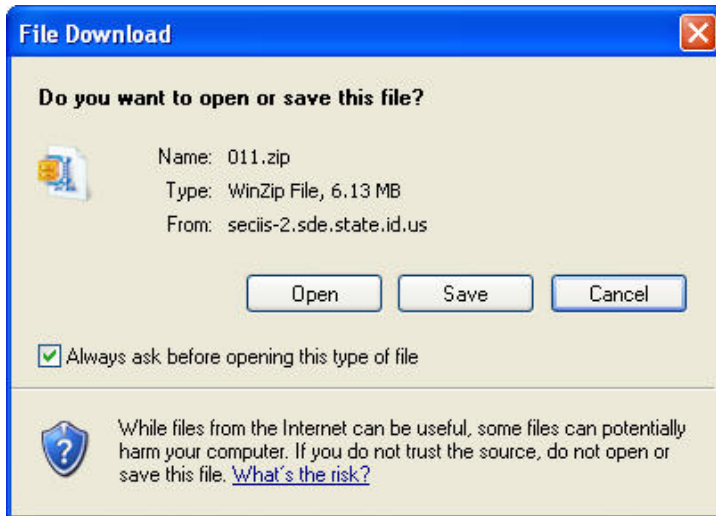 File Download
Do you want to open or save this file?
Name: 011.zip
Type: WinZip File, 6.13 MB
From: seciis-2.sde.state.id.us
Open Save Cancel
Always ask before opening this type of file
While files from the Internet can be useful, some files can potentially
harm your computer. If you do not trust the source, do not open or
save this file. What's the risk?